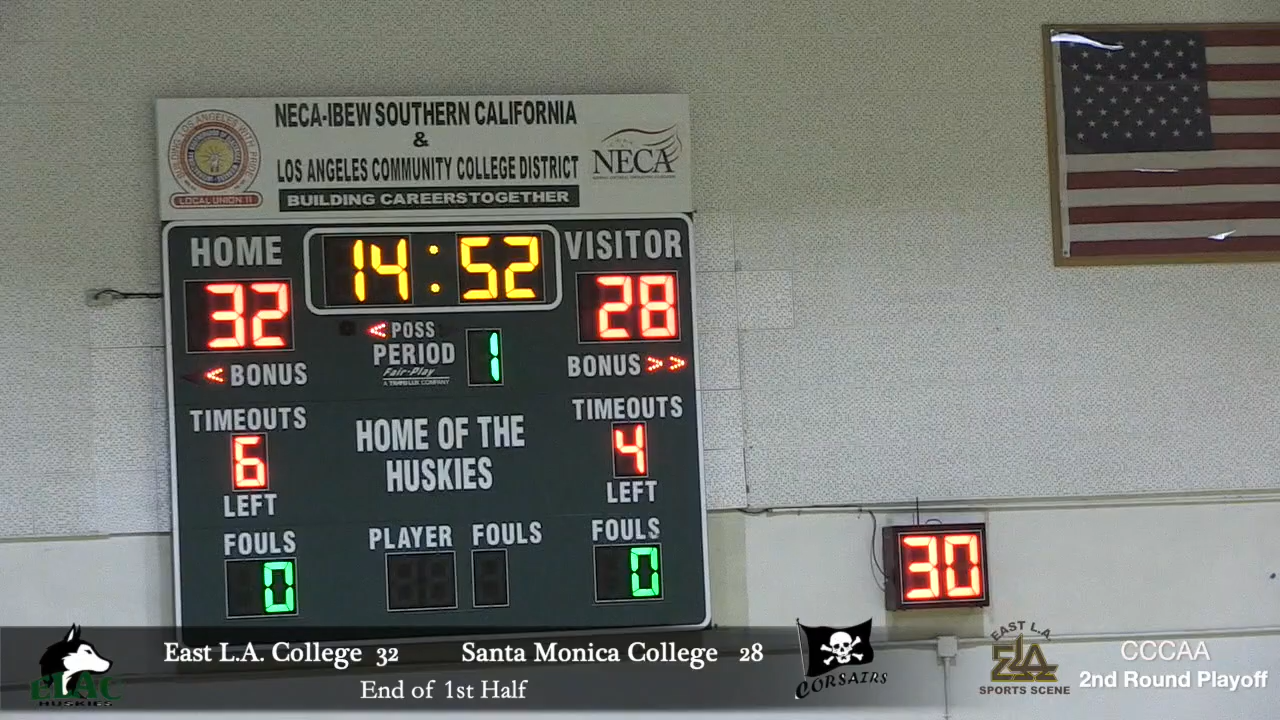 NECA-IBEW SOUTHERN CALIFORNIA
&
LOS ANGELES COMMUNITY COLLEGE DISTRICT
BUILDING CAREERS TOGETHER
LOCAL UNION 11
NECA
HOME
14:52
VISITOR
32
28
< POSS
PERIOD
1
Fair-Play
< BONUS
BONUS >>
TIMEOUTS
6
LEFT
HOME OF THE
HUSKIES
TIMEOUTS
4
LEFT
FOULS
0
PLAYER FOULS
FOULS
0
30
ELAC
HUSKIES
East L.A. College 32
Santa Monica College 28
End of 1st Half
CORSAIRS
EAST L.A.
SPORTS SCENE
CCCAA
2nd Round Playoff